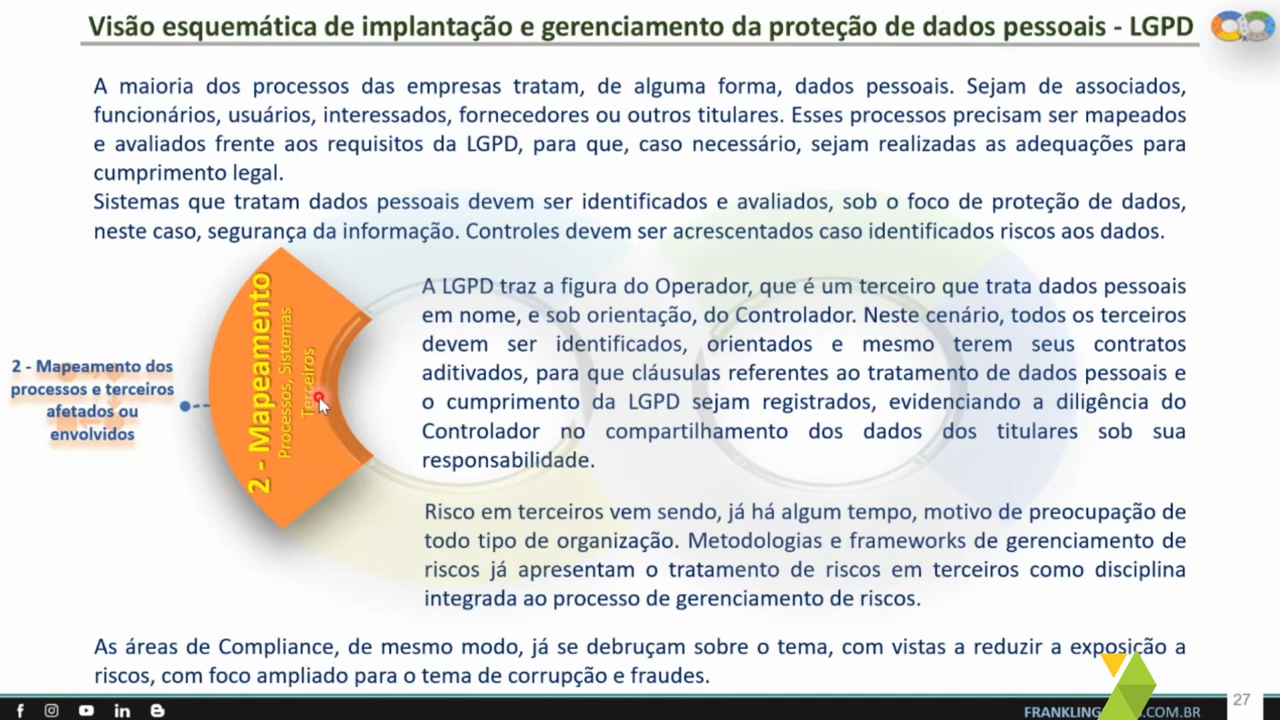 Visão esquemática de implantação e gerenciamento da proteção de dados pessoais - LGPD
A maioria dos processos das empresas tratam, de alguma forma, dados pessoais. Sejam de associados,
funcionários, usuários, interessados, fornecedores ou outros titulares. Esses processos precisam ser mapeados
e avaliados frente aos requisitos da LGPD, para que, caso necessário, sejam realizadas as adequações para
cumprimento legal.
Sistemas que tratam dados pessoais devem ser identificados e avaliados, sob o foco de proteção de dados,
neste caso, segurança da informação. Controles devem ser acrescentados caso identificados riscos aos dados.
2 - Mapeamento dos
processos e terceiros
afetados ou
envolvidos
2 - Mapeamento
Processos, Sistemas
Terceiros
A LGPD traz a figura do Operador, que é um terceiro que trata dados pessoais
em nome, e sob orientação, do Controlador. Neste cenário, todos os terceiros
devem ser identificados, orientados e mesmo terem seus contratos
aditivados, para que cláusulas referentes ao tratamento de dados pessoais e
o cumprimento da LGPD sejam registrados, evidenciando a diligência do
Controlador no compartilhamento dos dados dos titulares sob sua
responsabilidade.
Risco em terceiros vem sendo, já há algum tempo, motivo de preocupação de
todo tipo de organização. Metodologias e frameworks de gerenciamento de
riscos já apresentam o tratamento de riscos em terceiros como disciplina
integrada ao processo de gerenciamento de riscos.
As áreas de Compliance, de mesmo modo, já se debruçam sobre o tema, com vistas a reduzir a exposição a
riscos, com foco ampliado para o tema de corrupção e fraudes.
.COM.BR
27